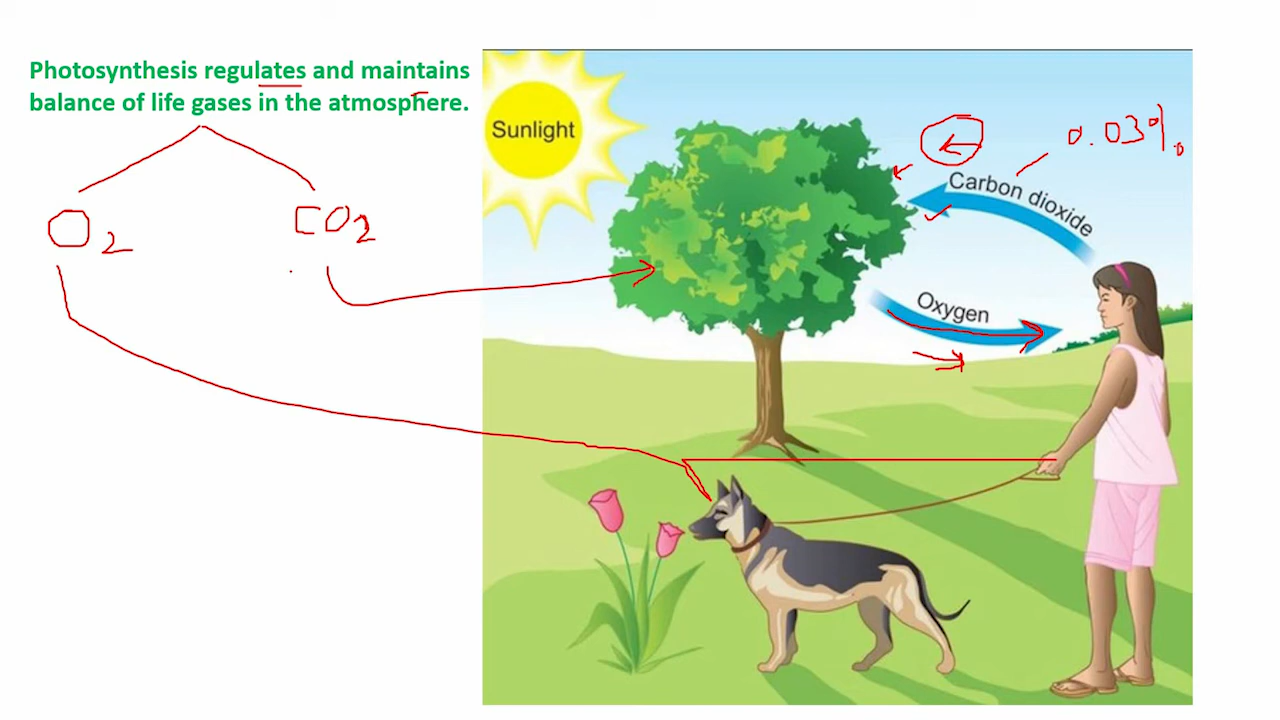 Photosynthesis regulates and maintains
balance of life gases in the atmosphere.
O2
CO2
Sunlight
0.03%
Carbon dioxide
Oxygen